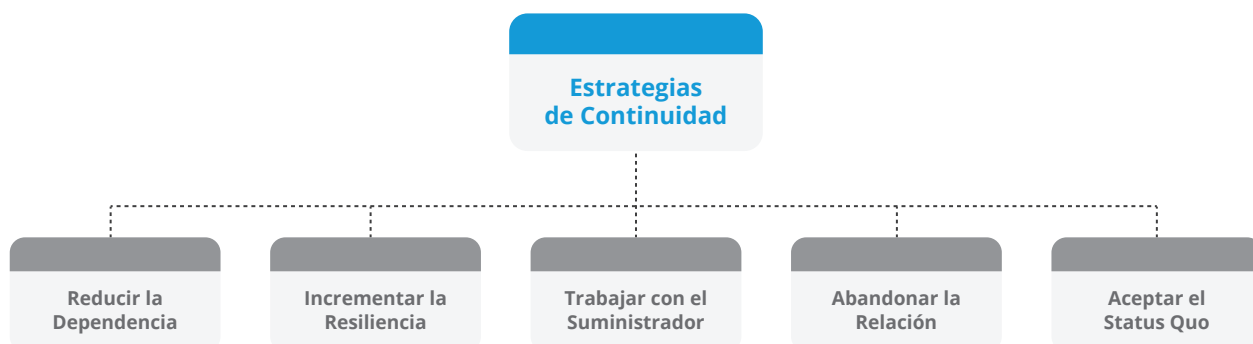 Estrategias
de Continuidad
Reducir la
Dependencia
Incrementar la
Resiliencia
Trabajar con el
Suministrador
Abandonar la
Relación
Aceptar el
Status Quo